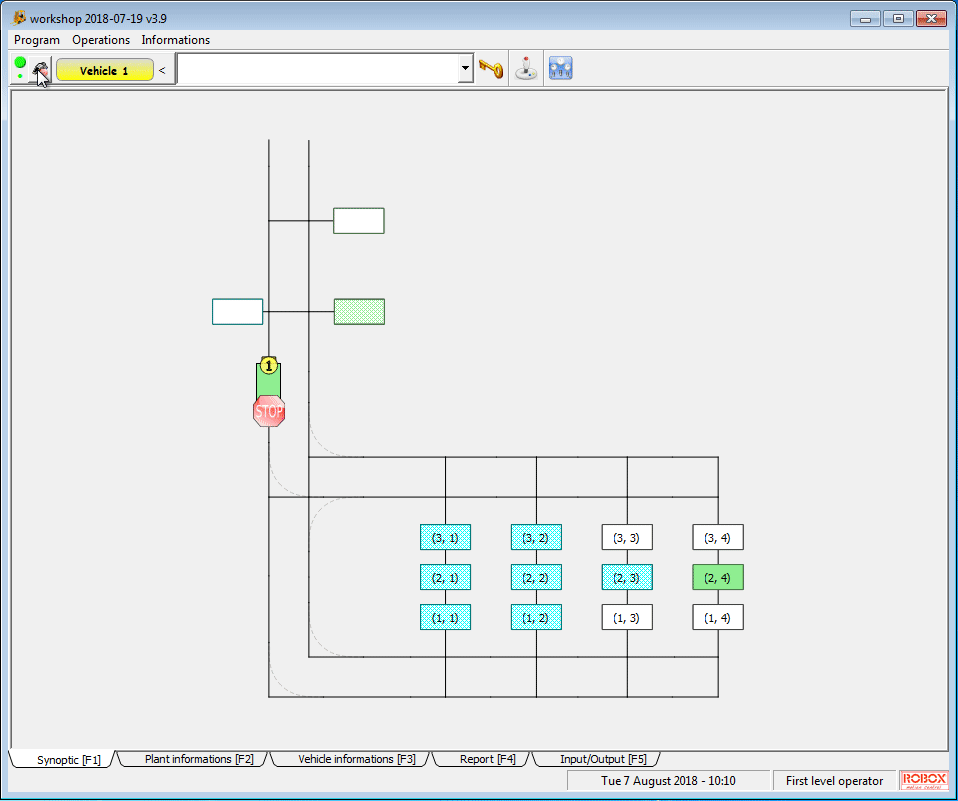 workshop 2018-07-19 v3.9
Program Operations Informations
Vehicle 1 <
1
STOP
(3, 1) (3, 2) (3, 3) (3, 4)
(2, 1) (2, 2) (2, 3) (2, 4)
(1, 1) (1, 2) (1, 3) (1, 4)
Synoptic [F1] Plant informations [F2] Vehicle informations [F3] Report [F4] Input/Output [F5]
Tue 7 August 2018 - 10:10 First level operator ROBOX